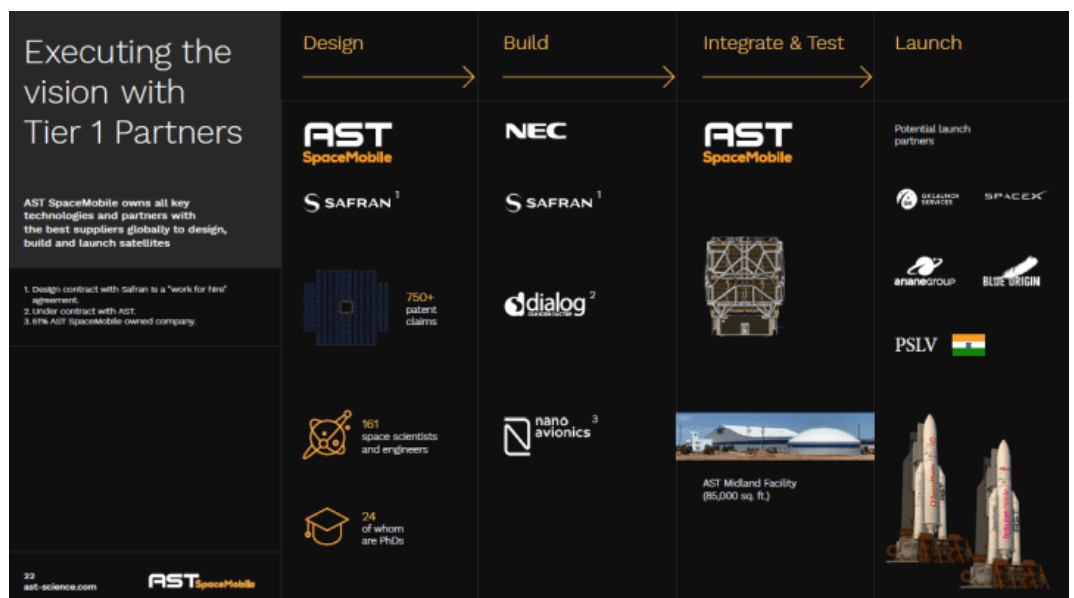 Executing the
vision with
Tier 1 Partners
AST SpaceMobile owns all key
technologies and partners with
the best suppliers globally to design,
build and launch satellites
1. Design contract with Safran is a "work for hire"
agreement.
2. Under contract with AST.
3. 51% AST SpaceMobile owned company.
22
ast-science.com
AST SpaceMobile
Design
AST
SpaceMobile
SAFRAN 1
750+
patent
claims
161
space scientists
and engineers
24
of whom
are PhDs
Build
NEC
SAFRAN 1
dialog 2
SEMICONDUCTOR
nano 3
avionics
Integrate & Test
AST
SpaceMobile
AST Midland Facility
(85,000 sq. ft.)
Launch
Potential launch
partners
GK LAUNCH
SERVICES
SPACEX
ananeGROUP
BLUE ORIGIN
PSLV